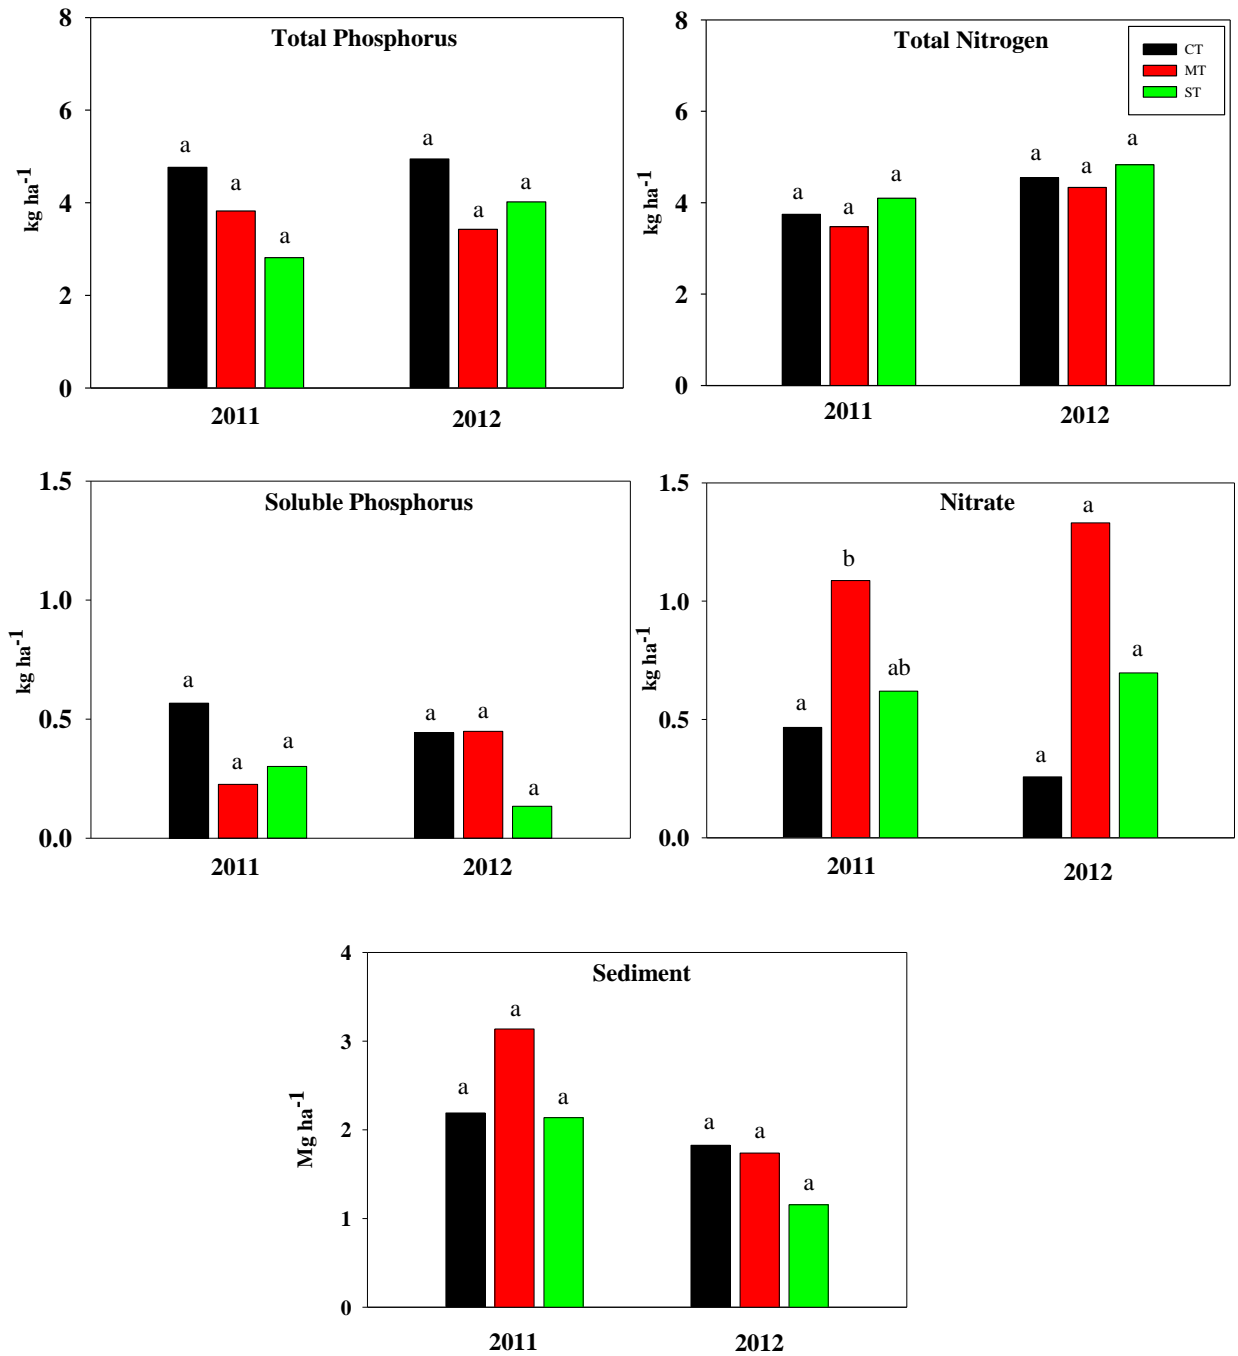 Total Phosphorus
8
6
4
2
0
kg ha-1
a
a
a
a
a
a
2011
2012
Total Nitrogen
CT
MT
ST
8
6
4
2
0
kg ha-1
a
a
a
a
a
a
2011
2012
Soluble Phosphorus
1.5
1.0
0.5
0.0
kg ha-1
a
a
a
a
a
a
2011
2012
Nitrate
1.5
1.0
0.5
0.0
kg ha-1
a
b
ab
a
a
a
2011
2012
Sediment
4
3
2
1
0
Mg ha-1
a
a
a
a
a
a
2011
2012